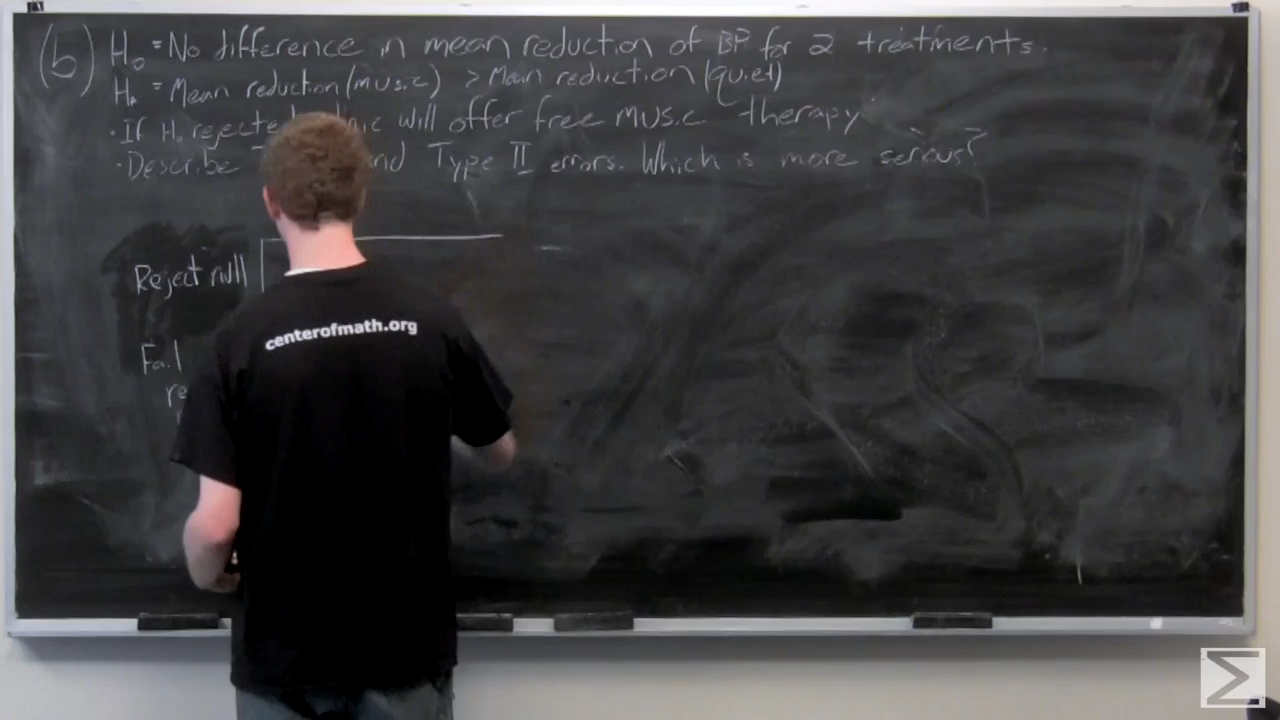 (b) H₀ = No difference in mean reduction of BP for 2 treatments.
Hₐ = Mean reduction (music) > Mean reduction (quiet)
· If H₀ rejected will offer free music therapy
· Describe and Type II errors. Which is more serious?
Reject null
Fail
re
centerofmath.org
Σ